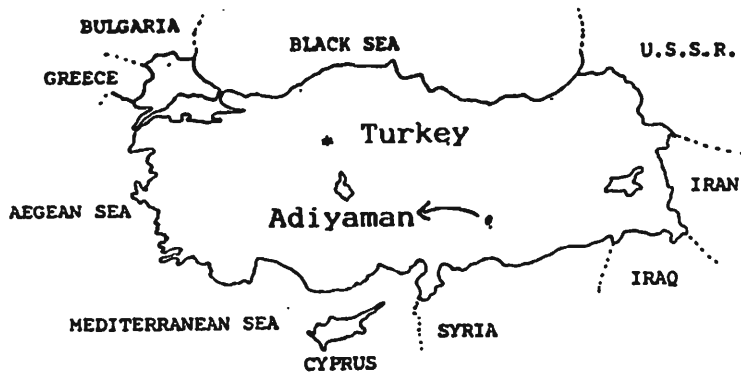 BULGARIA
BLACK SEA
U.S.S.R.
GREECE
Turkey
IRAN
AEGEAN SEA
Adiyaman
IRAQ
MEDITERRANEAN SEA
SYRIA
CYPRUS